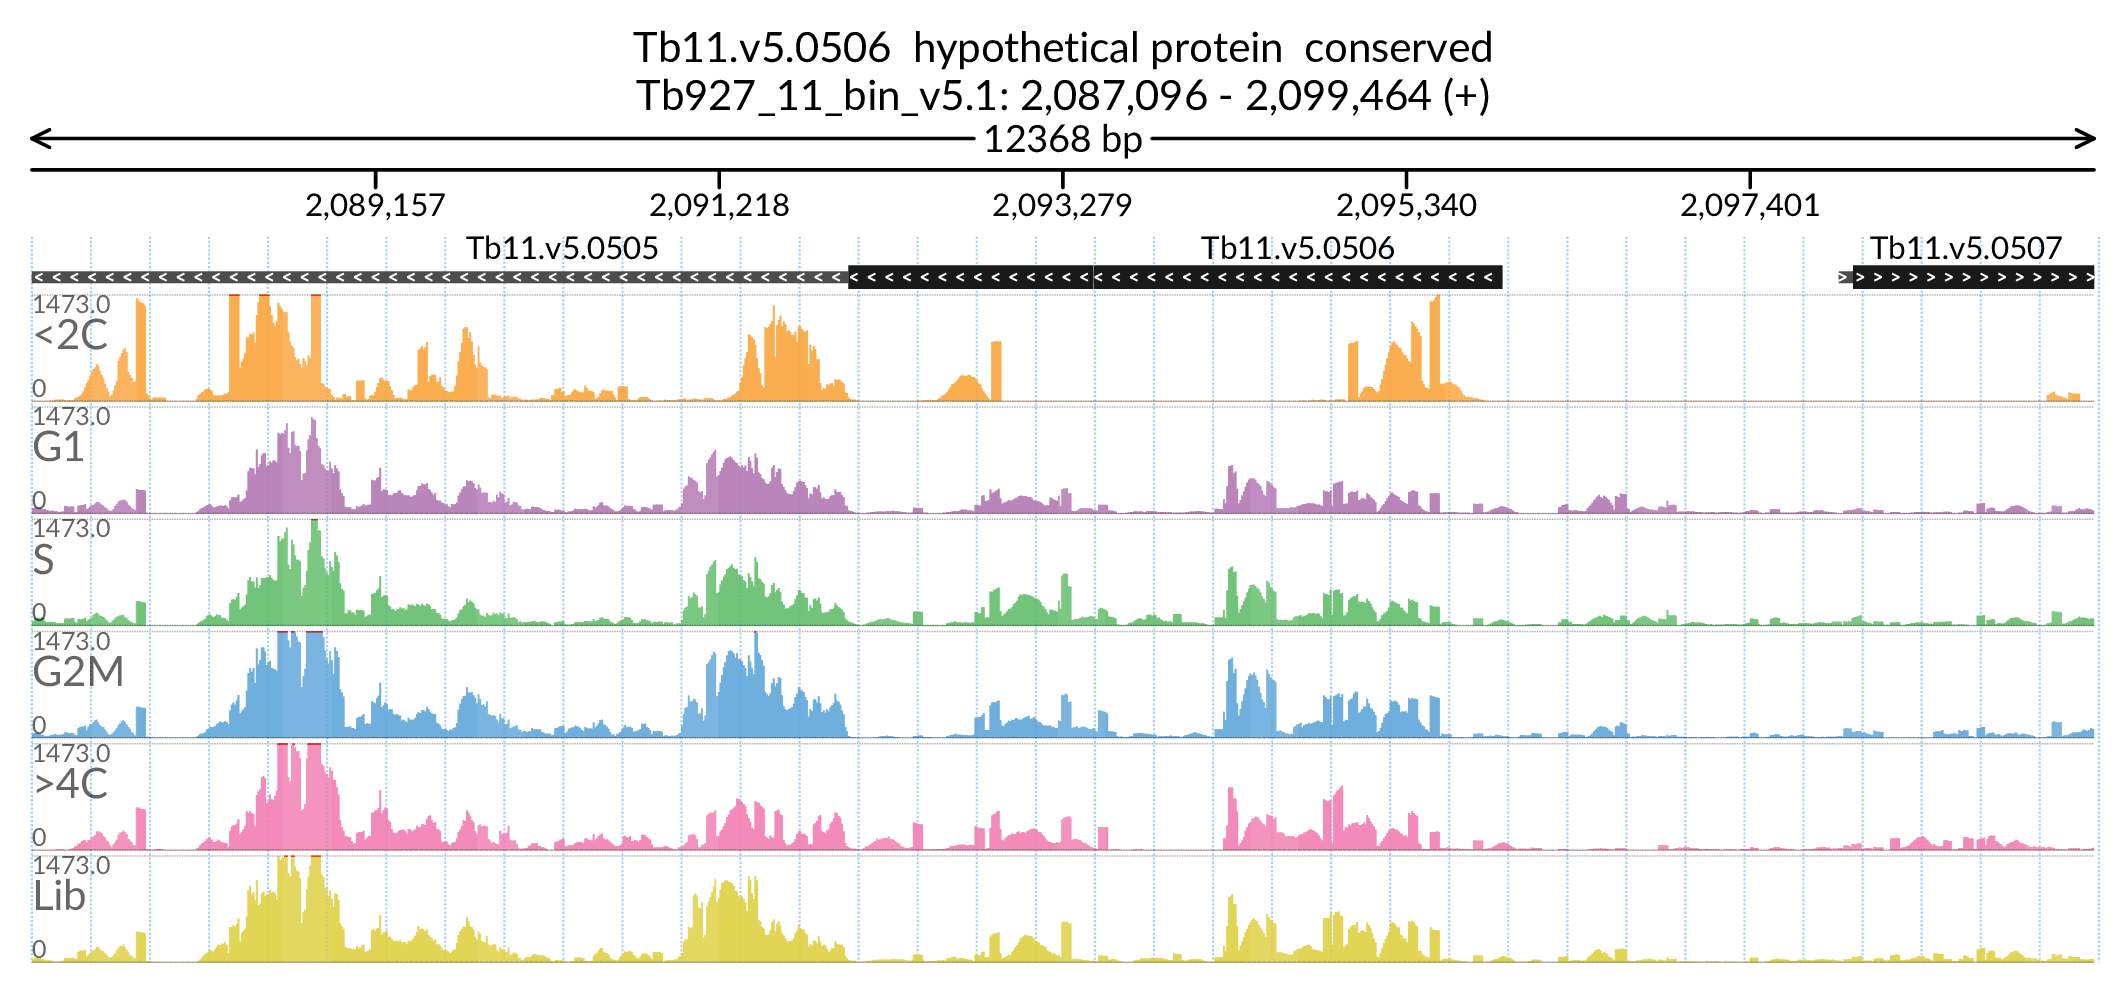 Tb11.v5.0506  hypothetical protein  conserved
Tb927_11_bin_v5.1: 2,087,096 - 2,099,464 (+)
12368 bp
2,089,157 2,091,218 2,093,279 2,095,340 2,097,401
Tb11.v5.0505 Tb11.v5.0506 Tb11.v5.0507
1473.0
<2C
0
1473.0
G1
0
1473.0
S
0
1473.0
G2M
0
1473.0
>4C
0
1473.0
Lib
0